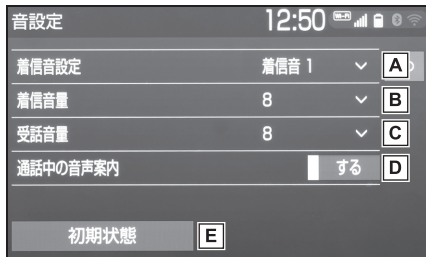 音設定 12:50 Wi-Fi
着信音設定 着信音 1 A
着信音量 8 B
受話音量 8 C
通話中の音声案内 する D
初期状態 E